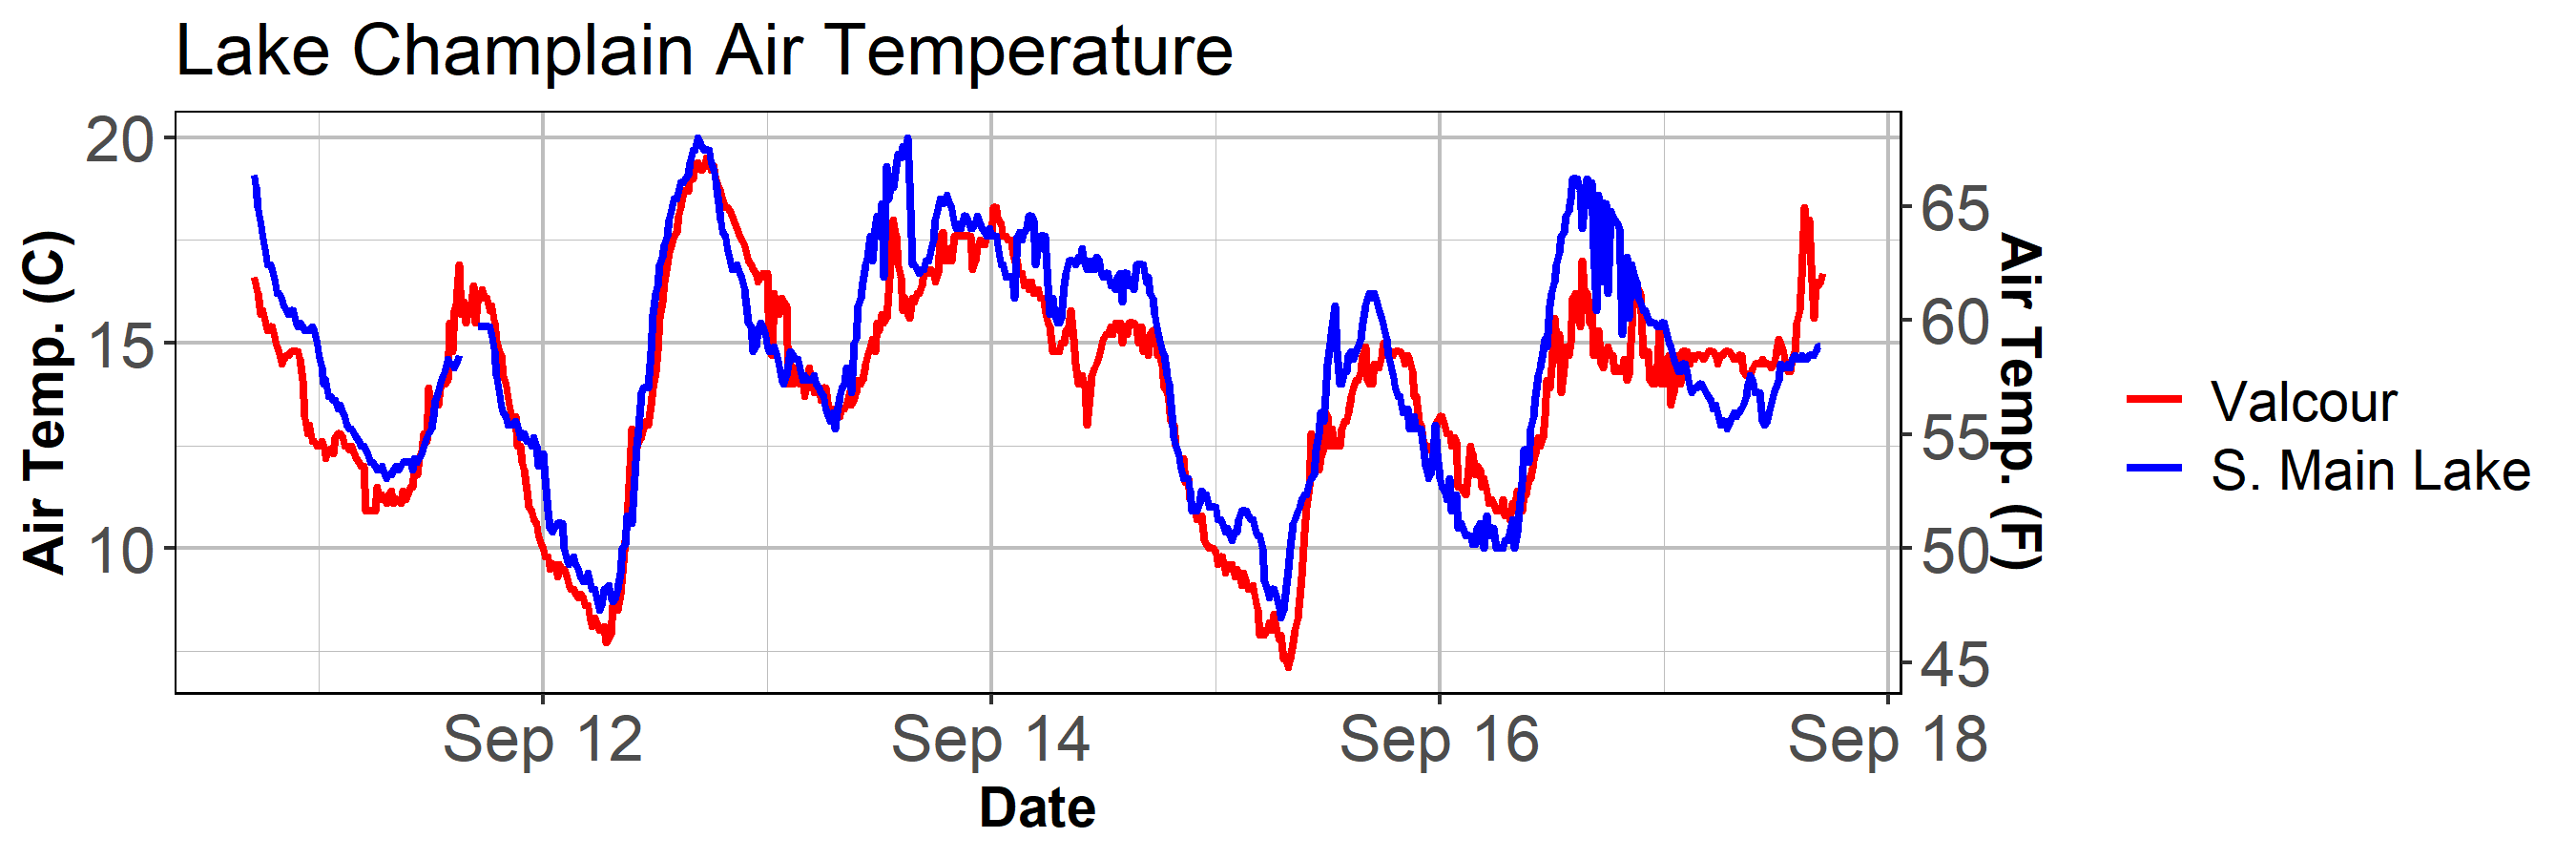 Lake Champlain Air Temperature
Air Temp. (C)
20
15
10
65
60
55
50
45
Air Temp. (F)
Sep 12
Sep 14
Sep 16
Sep 18
Date
Valcour
S. Main Lake